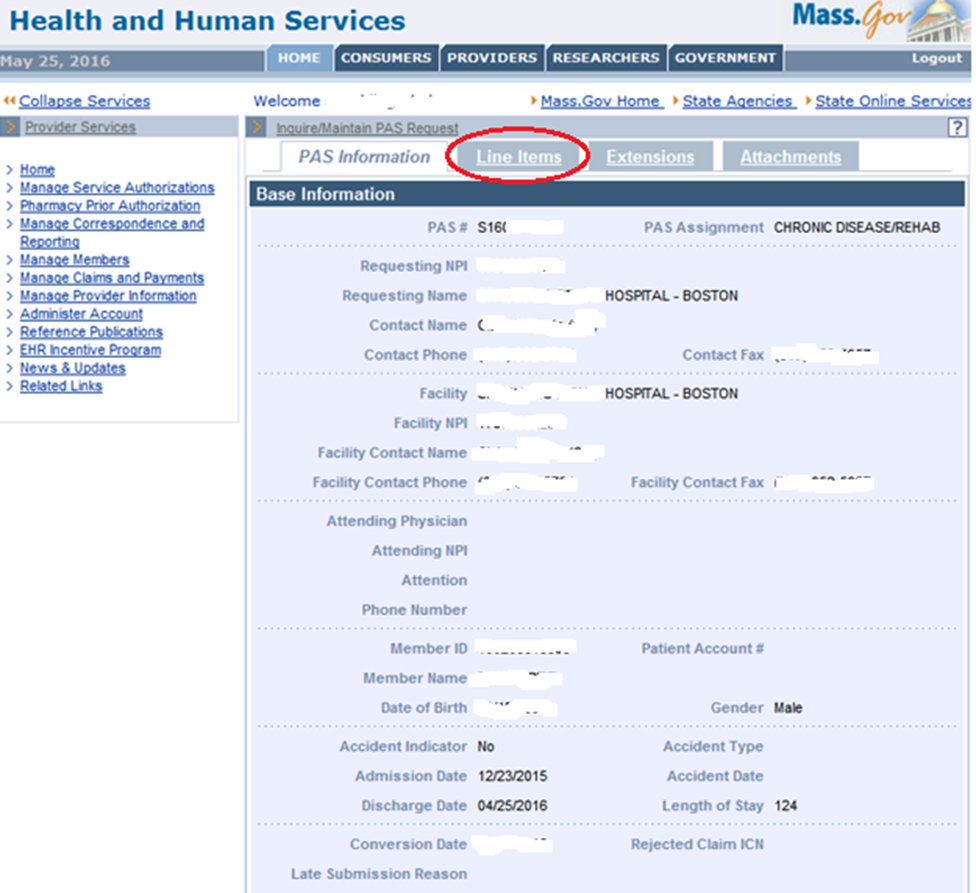 Health and Human Services
Mass.Gov
May 25, 2016
HOME CONSUMERS PROVIDERS RESEARCHERS GOVERNMENT
Logout
Collapse Services
Welcome
Mass.Gov Home State Agencies State Online Services
Provider Services
Inquire/Maintain PAS Request
?
PAS Information Line Items Extensions Attachments
Home
Manage Service Authorizations
Pharmacy Prior Authorization
Manage Correspondence and
Reporting
Manage Members
Manage Claims and Payments
Manage Provider Information
Administer Account
Reference Publications
EHR Incentive Program
News & Updates
Related Links
Base Information
PAS # S16 PAS Assignment CHRONIC DISEASE/REHAB
Requesting NPI
Requesting Name HOSPITAL - BOSTON
Contact Name
Contact Phone Contact Fax
Facility HOSPITAL - BOSTON
Facility NPI
Facility Contact Name
Facility Contact Phone Facility Contact Fax
Attending Physician
Attending NPI
Attention
Phone Number
Member ID Patient Account #
Member Name
Date of Birth Gender Male
Accident Indicator No Accident Type
Admission Date 12/23/2015 Accident Date
Discharge Date 04/25/2016 Length of Stay 124
Conversion Date Rejected Claim ICN
Late Submission Reason